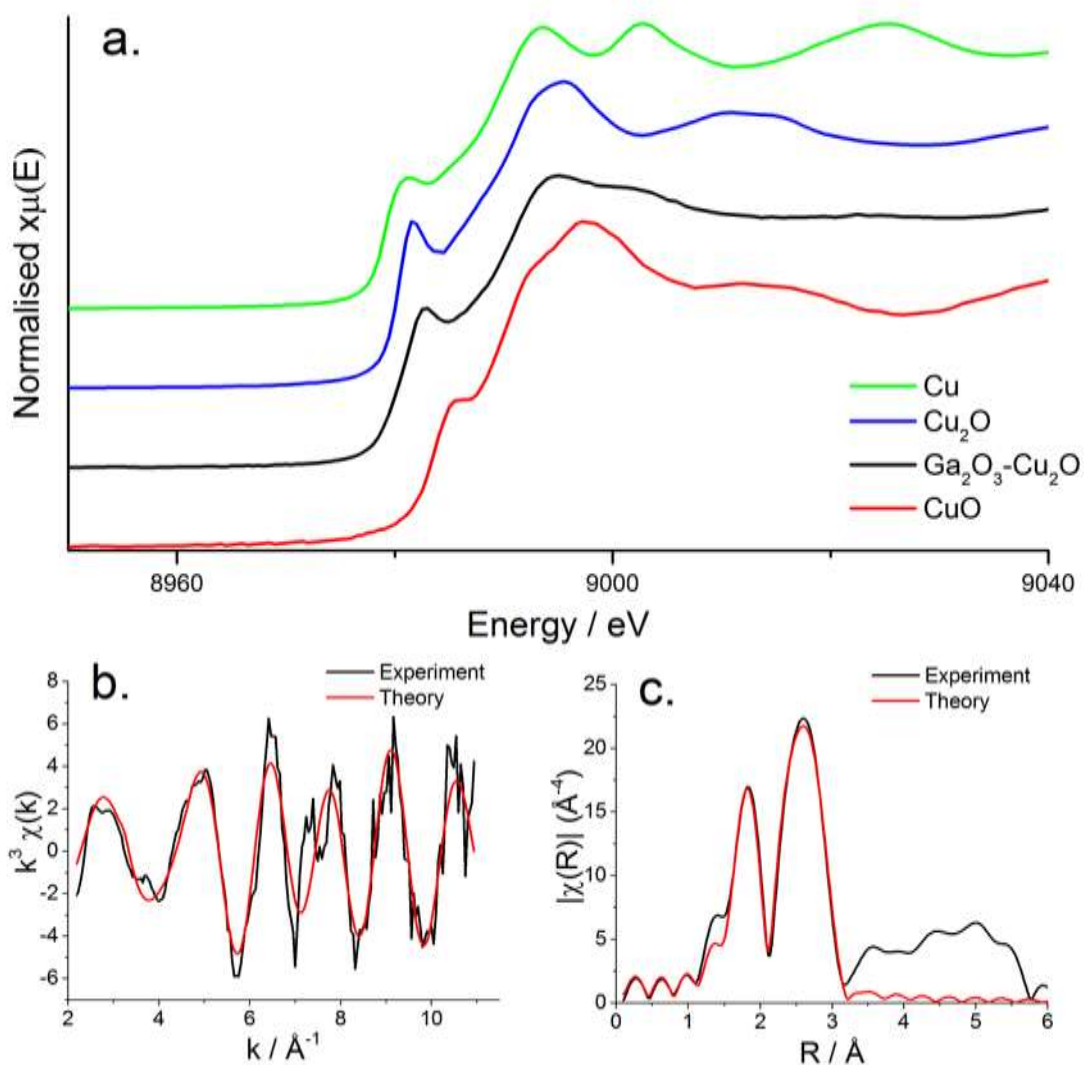 a.
Normalised xμ(E)
Cu
Cu₂O
Ga₂O₃-Cu₂O
CuO
8960
9000
9040
Energy / eV
b.
Experiment
Theory
k³ χ(k)
8
6
4
2
0
-2
-4
-6
2
4
6
8
10
k / Å⁻¹
c.
Experiment
Theory
|χ(R)| (Å⁻⁴)
25
20
15
10
5
0
0
1
2
3
4
5
6
R / Å